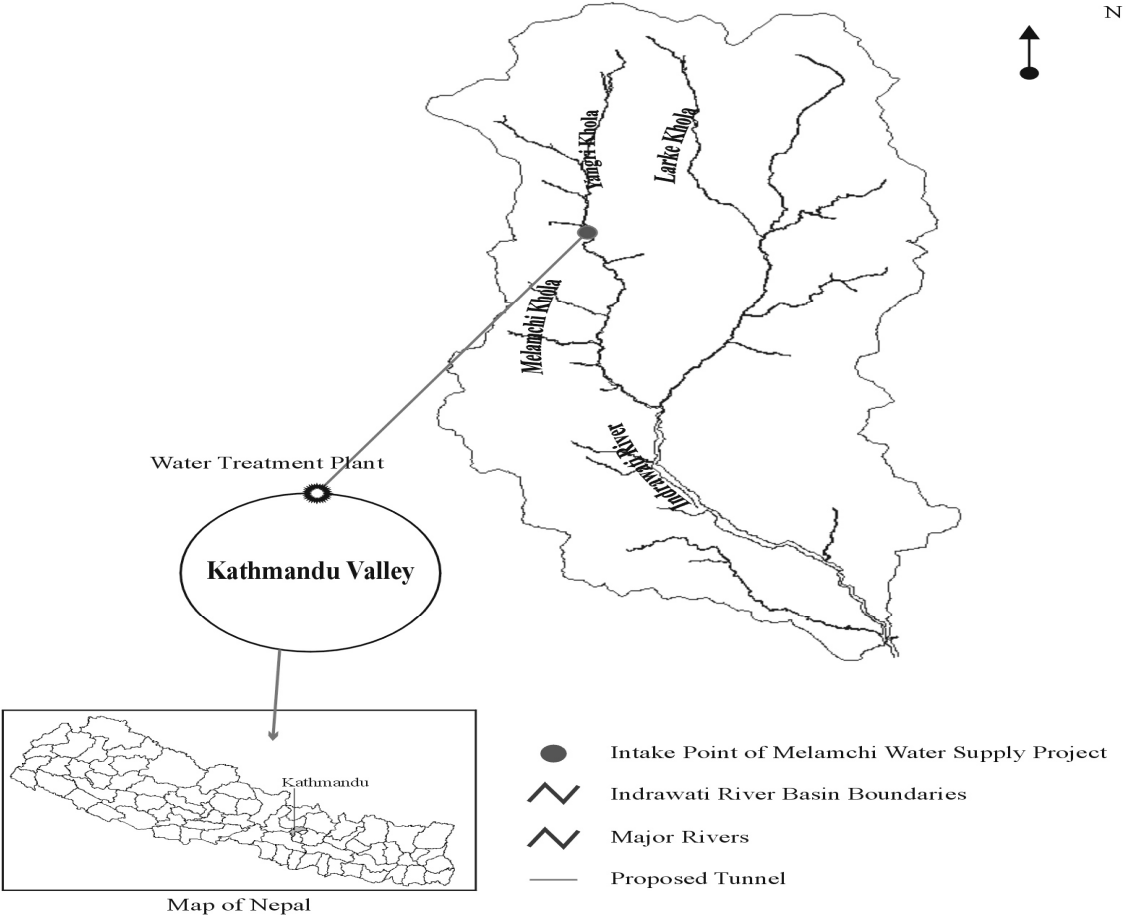 N
Yangri Khola
Larke Khola
Melamchi Khola
Indrawati River
Water Treatment Plant
Kathmandu Valley
Kathmandu
Map of Nepal
Intake Point of Melamchi Water Supply Project
Indrawati River Basin Boundaries
Major Rivers
Proposed Tunnel